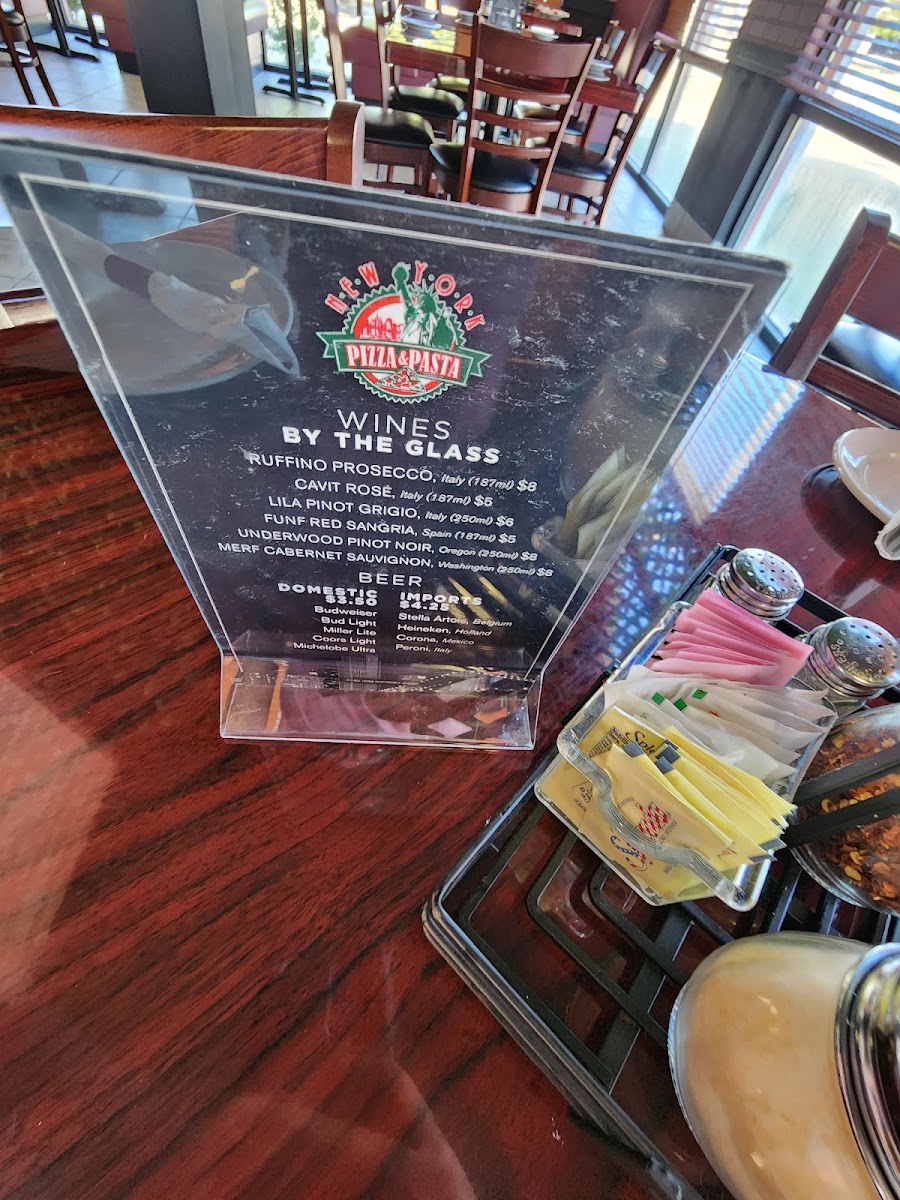 NEW YORK
PIZZA & PASTA
WINES
BY THE GLASS
RUFFINO PROSECCO, Italy (187ml) $8
CAVIT ROSÉ, Italy (187ml) $5
LILA PINOT GRIGIO, Italy (250ml) $6
FUNF RED SANGRIA, Spain (187ml) $5
UNDERWOOD PINOT NOIR, Oregon (250ml) $8
MERF CABERNET SAUVIGNON, Washington (250ml) $8
BEER
DOMESTIC
$3.50
Budweiser
Bud Light
Miller Lite
Coors Light
Michelobe Ultra
IMPORTS
$4.25
Stella Artois, Belgium
Heineken, Holland
Corona, Mexico
Peroni, Italy